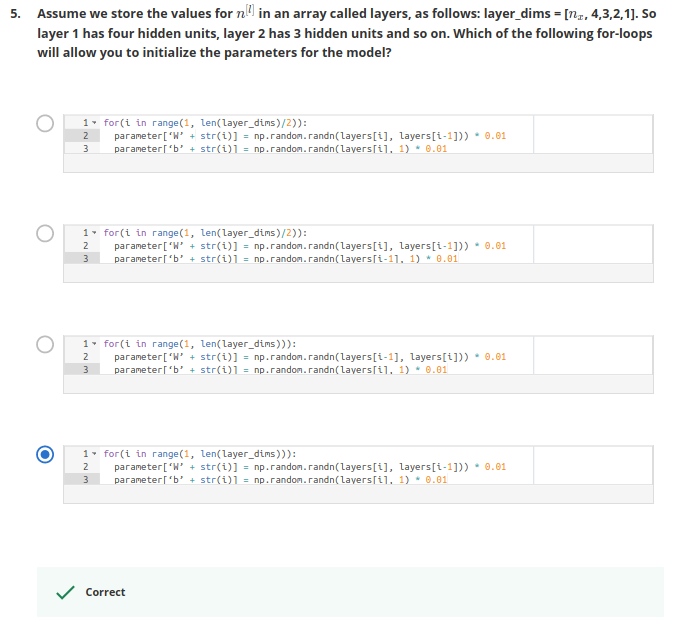 5. Assume we store the values for n[l] in an array called layers, as follows: layer_dims = [nx, 4,3,2,1]. So
layer 1 has four hidden units, layer 2 has 3 hidden units and so on. Which of the following for-loops
will allow you to initialize the parameters for the model?
1 for(i in range(1, len(layer_dims)/2)):
2 parameter[‘W’ + str(i)] = np.random.randn(layers[i], layers[i-1])) * 0.01
3 parameter[‘b’ + str(i)] = np.random.randn(layers[i], 1) * 0.01
1 for(i in range(1, len(layer_dims)/2)):
2 parameter[‘W’ + str(i)] = np.random.randn(layers[i], layers[i-1])) * 0.01
3 parameter[‘b’ + str(i)] = np.random.randn(layers[i-1], 1) * 0.01
1 for(i in range(1, len(layer_dims))):
2 parameter[‘W’ + str(i)] = np.random.randn(layers[i-1], layers[i])) * 0.01
3 parameter[‘b’ + str(i)] = np.random.randn(layers[i], 1) * 0.01
1 for(i in range(1, len(layer_dims))):
2 parameter[‘W’ + str(i)] = np.random.randn(layers[i], layers[i-1])) * 0.01
3 parameter[‘b’ + str(i)] = np.random.randn(layers[i], 1) * 0.01
Correct